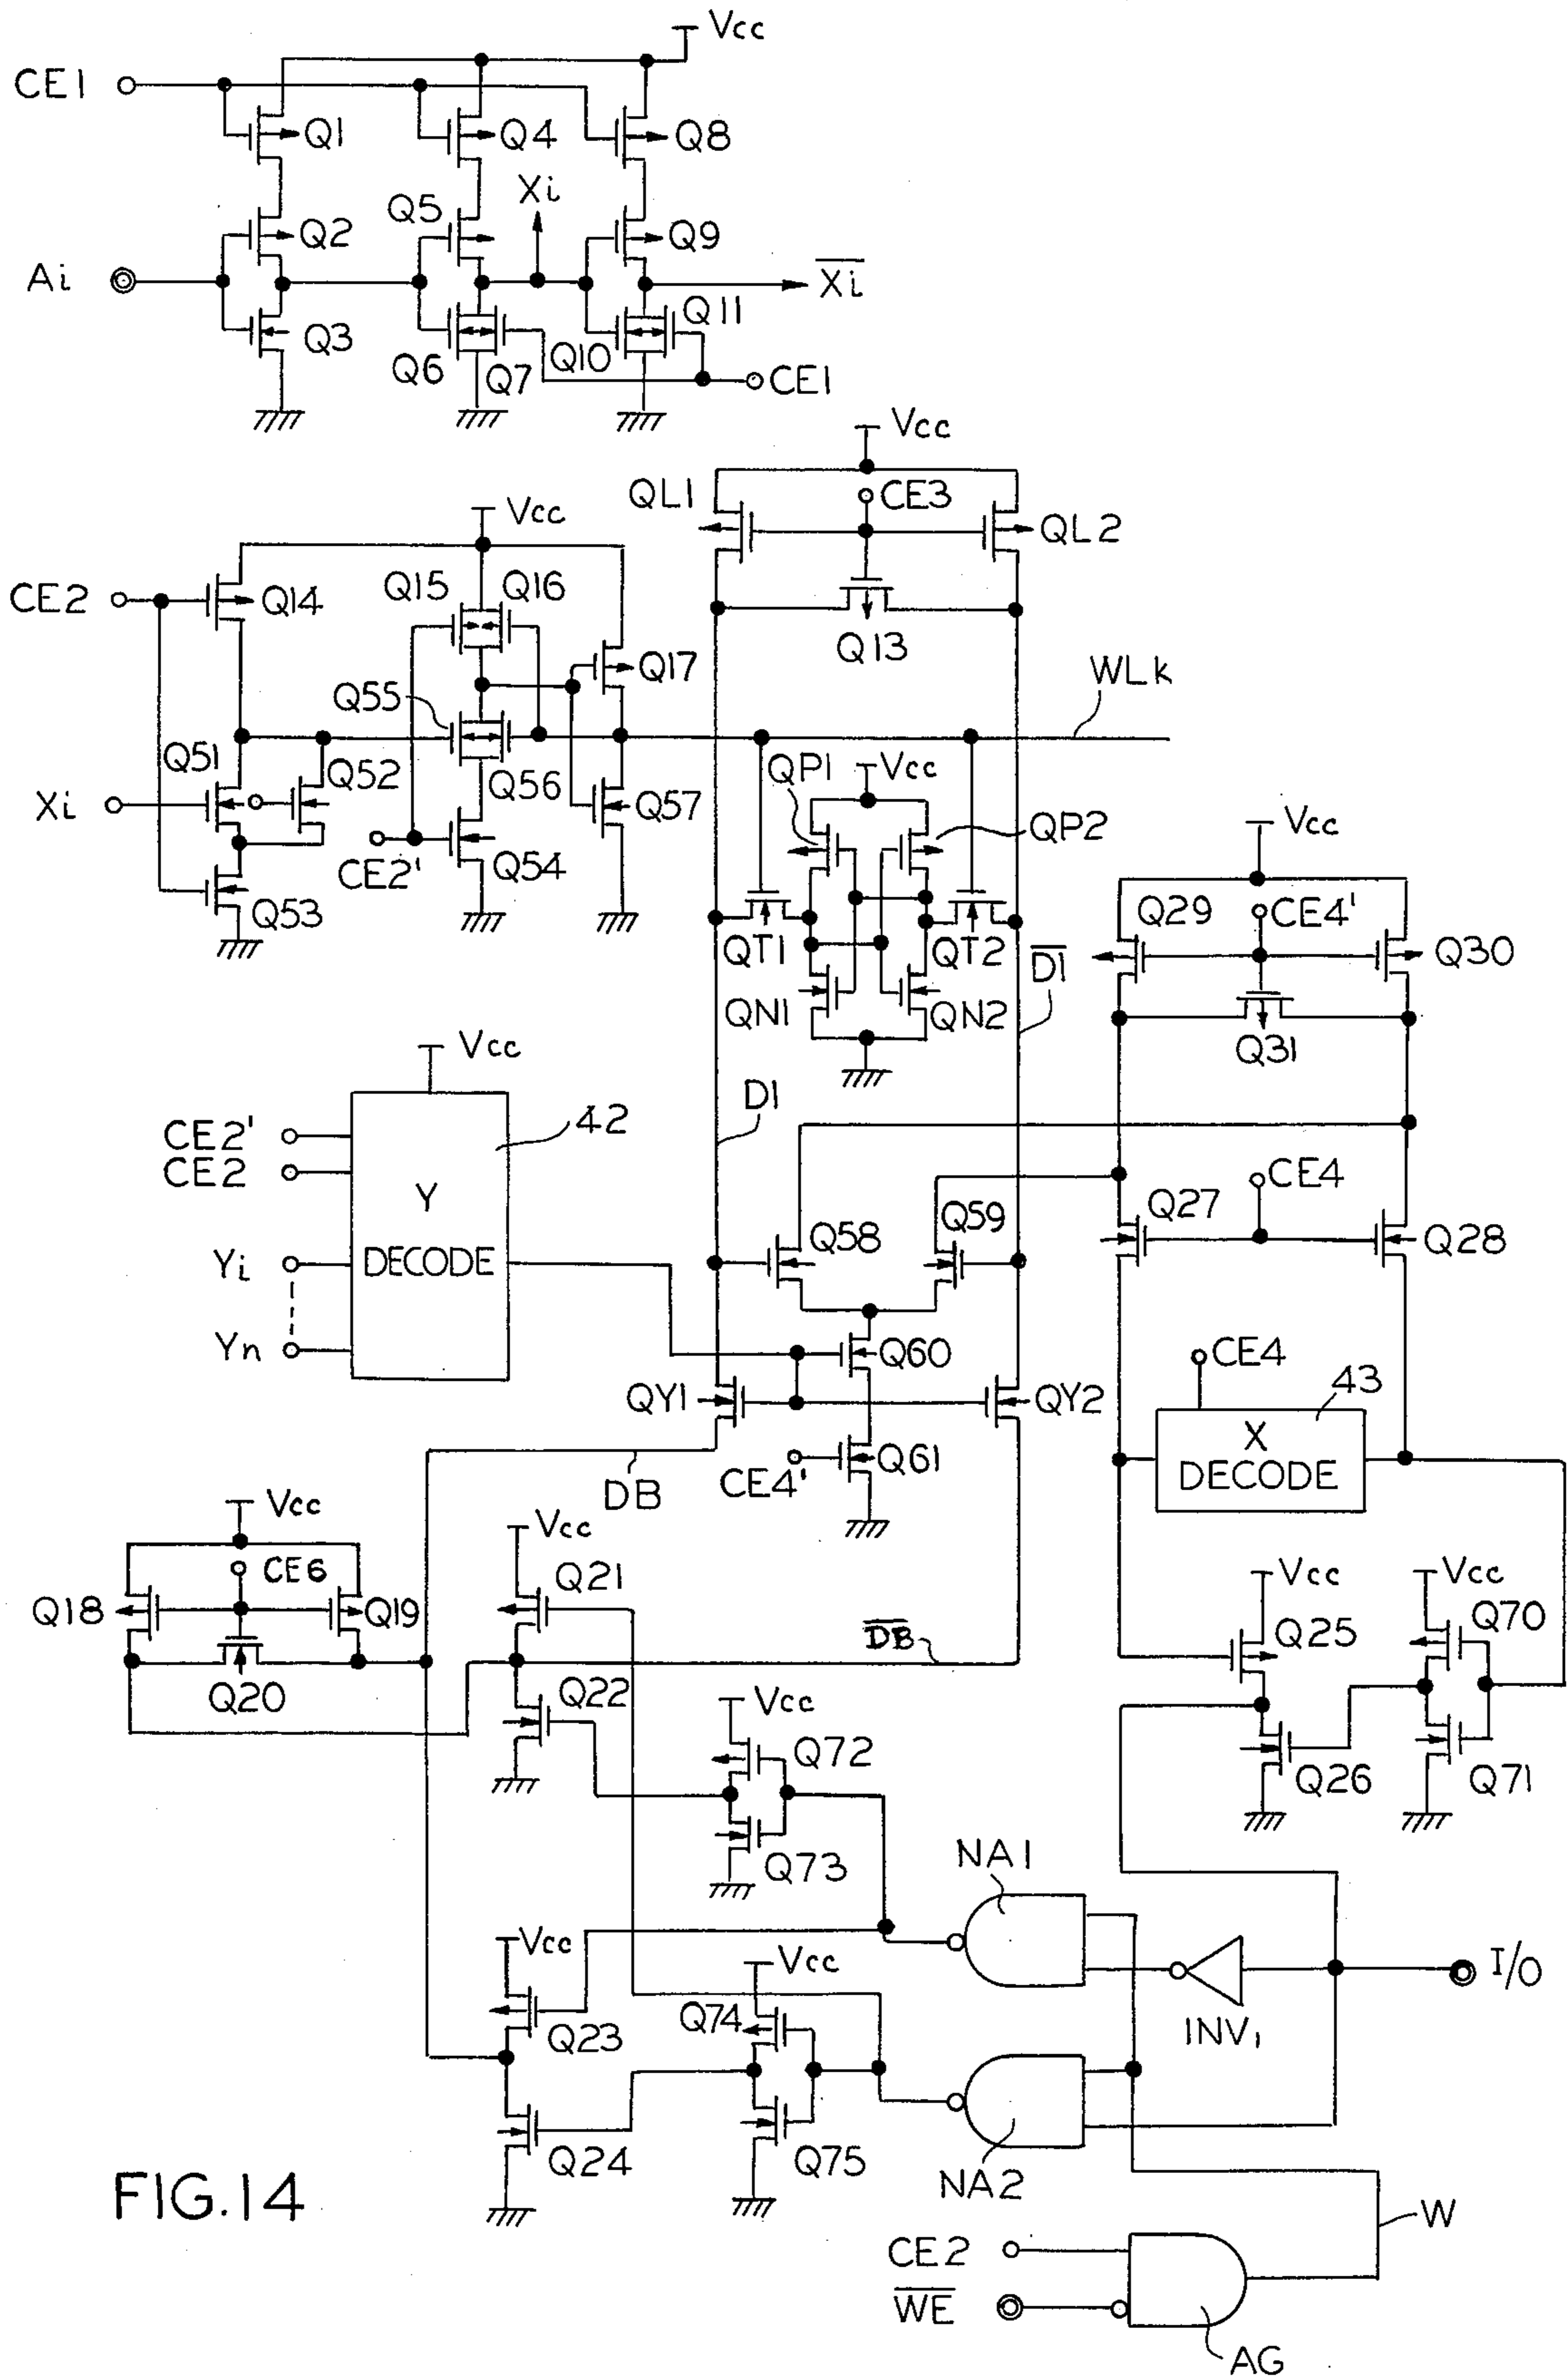 Vcc
CE1
Q1
Q4
Q8
Xi
Q5
Q2
Q9
Ai
X̅i̅
Q11
Q3
Q10
Q6
Q7
CE1
Vcc
QL1
CE3
QL2
Vcc
Q15
Q16
CE2
Q14
Q13
Q17
WLk
Q55
Q51
Q52
Q56
QP1
Vcc
Xi
Q57
QP2
Vcc
CE2'
Q54
Q53
Q29
CE4'
QT1
QT2
D̅1̅
Q30
QN1
QN2
Q31
Vcc
D1
CE2'
42
CE2
CE4
Y
Q27
Q58
Q59
Q28
Yi
DECODE
Yn
Q60
CE4
43
QY1
QY2
X
Q61
CE4'
DECODE
DB
Vcc
Vcc
CE6
Q21
Vcc
Vcc
Q18
Q19
Q25
Q70
D̅B̅
Q20
Q22
Vcc
Q72
Q26
Q71
NA1
Q73
Vcc
Vcc
I/O
Q74
Q23
INV1
Q24
Q75
NA2
FIG.14
W
CE2
W̅E̅
AG